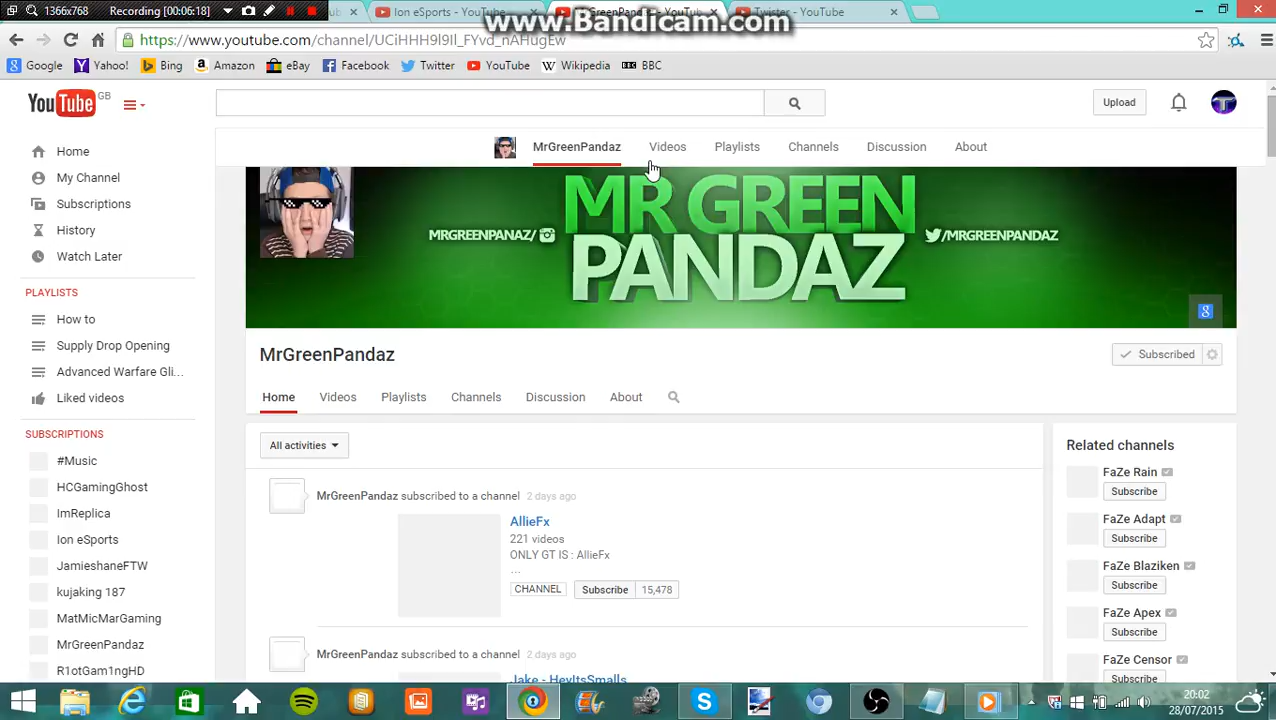 Recording [00:06:18]
Ion eSports - YouTube
Twister - YouTube
www.Bandicam.com
https://www.youtube.com/channel/UCiHHH9l9Il_FYvd_nAHugEw
Google Yahoo! Bing Amazon eBay Facebook Twitter YouTube Wikipedia BBC
YouTube GB
Upload
MrGreenPandaz Videos Playlists Channels Discussion About
Home
My Channel
Subscriptions
History
Watch Later
PLAYLISTS
How to
Supply Drop Opening
Advanced Warfare Gli...
Liked videos
SUBSCRIPTIONS
#Music
HCGamingGhost
ImReplica
Ion eSports
JamieshaneFTW
kujaking 187
MatMicMarGaming
MrGreenPandaz
R1otGam1ngHD
MRGREENPANAZ/
MR GREEN
PANDAZ
/MRGREENPANDAZ
MrGreenPandaz
Subscribed
Home Videos Playlists Channels Discussion About
All activities
MrGreenPandaz subscribed to a channel 2 days ago
AllieFx
221 videos
ONLY GT IS : AllieFx
...
CHANNEL Subscribe 15,478
MrGreenPandaz subscribed to a channel 2 days ago
Jake - HeyItsSmalls
Related channels
FaZe Rain
Subscribe
FaZe Adapt
Subscribe
FaZe Blaziken
Subscribe
FaZe Apex
Subscribe
FaZe Censor
Subscribe
20:02
28/07/2015